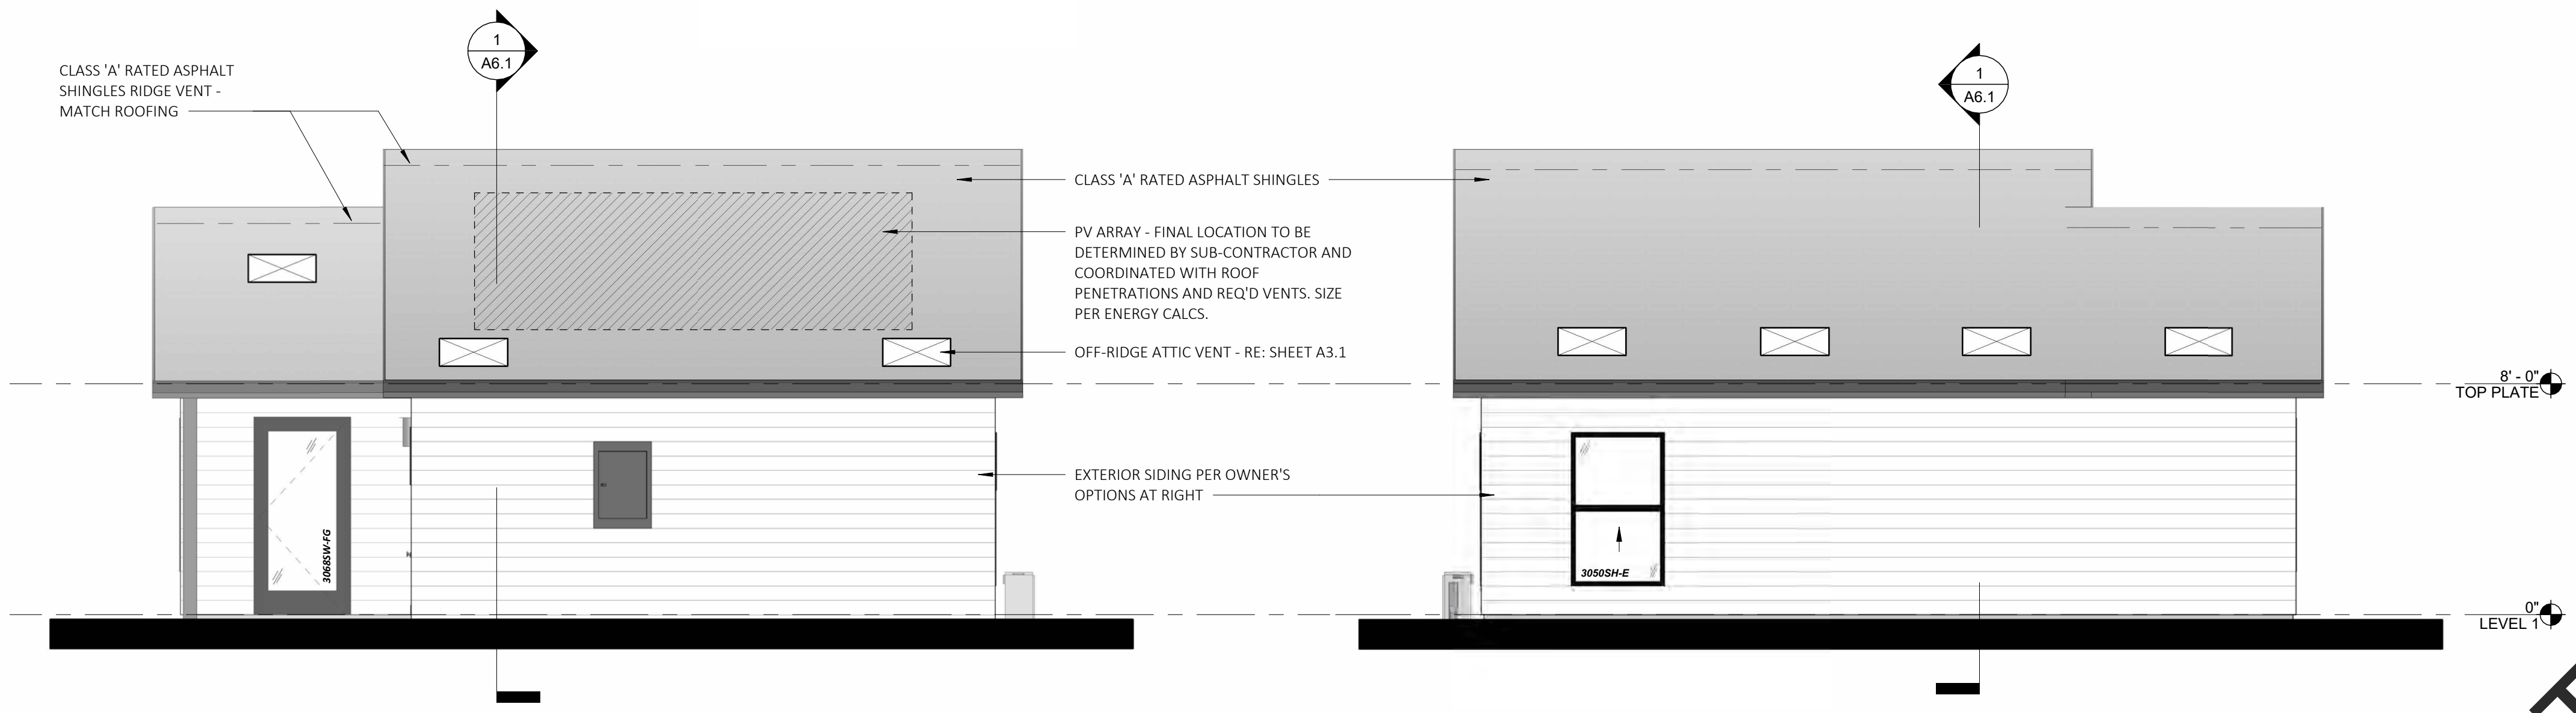 1
A6.1
CLASS 'A' RATED ASPHALT
SHINGLES RIDGE VENT -
MATCH ROOFING
1
A6.1
CLASS 'A' RATED ASPHALT SHINGLES
PV ARRAY - FINAL LOCATION TO BE
DETERMINED BY SUB-CONTRACTOR AND
COORDINATED WITH ROOF
PENETRATIONS AND REQ'D VENTS. SIZE
PER ENERGY CALCS.
OFF-RIDGE ATTIC VENT - RE: SHEET A3.1
8' - 0"
TOP PLATE
EXTERIOR SIDING PER OWNER'S
OPTIONS AT RIGHT
3068SW-FG
3050SH-E
0"
LEVEL 1